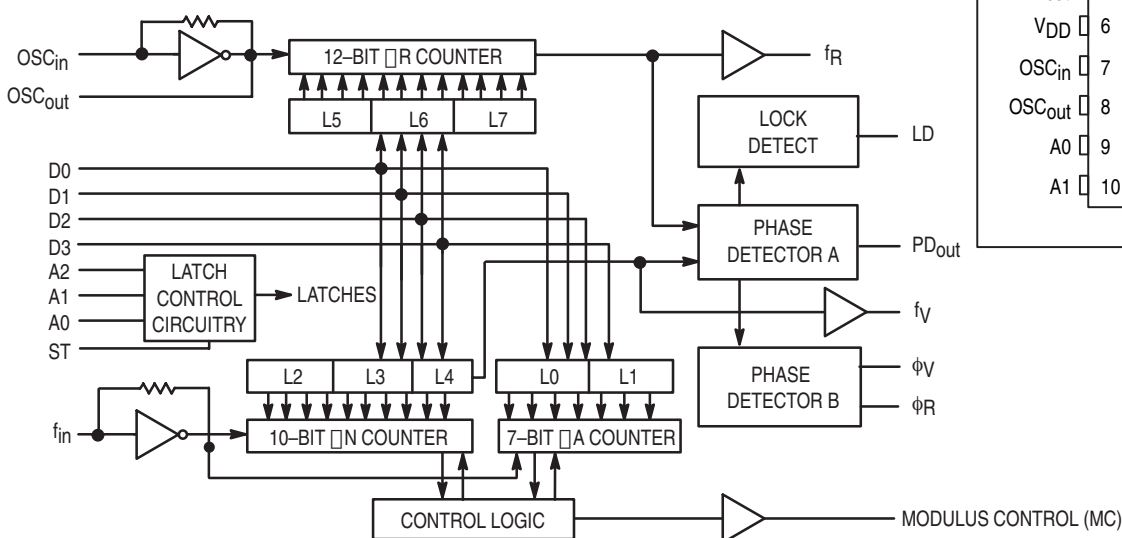 OSCin
OSCout
12–BIT ▯R COUNTER
fR
L5 L6 L7
LOCK
DETECT
LD
D0
D1
D2
D3
PHASE
DETECTOR A
PDout
A2
A1
A0
ST
LATCH
CONTROL
CIRCUITRY
LATCHES
fV
L2 L3 L4
L0 L1
PHASE
DETECTOR B
ϕV
ϕR
fin
10–BIT ▯N COUNTER
7–BIT ▯A COUNTER
CONTROL LOGIC
MODULUS CONTROL (MC)
VDD 6
OSCin 7
OSCout 8
A0 9
A1 10